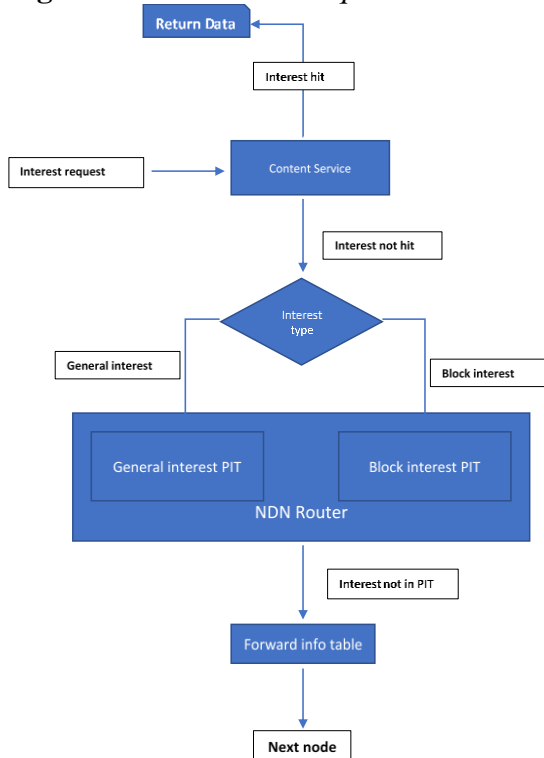 Return Data
Interest hit
Interest request
Content Service
Interest not hit
Interest
type
General interest
Block interest
General interest PIT
Block interest PIT
NDN Router
Interest not in PIT
Forward info table
Next node